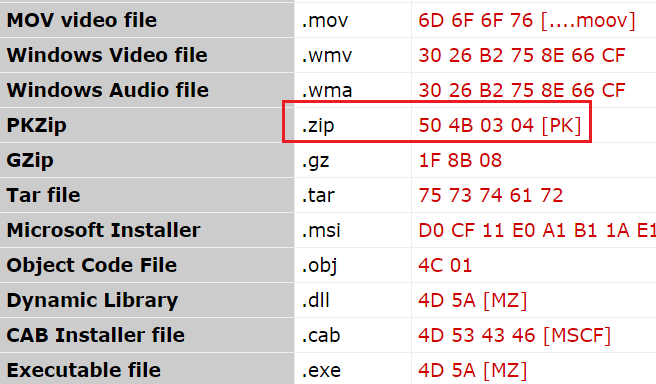 MOV video file .mov 6D 6F 6F 76 [....moov]
Windows Video file .wmv 30 26 B2 75 8E 66 CF
Windows Audio file .wma 30 26 B2 75 8E 66 CF
PKZip .zip 50 4B 03 04 [PK]
GZip .gz 1F 8B 08
Tar file .tar 75 73 74 61 72
Microsoft Installer .msi D0 CF 11 E0 A1 B1 1A E1
Object Code File .obj 4C 01
Dynamic Library .dll 4D 5A [MZ]
CAB Installer file .cab 4D 53 43 46 [MSCF]
Executable file .exe 4D 5A [MZ]